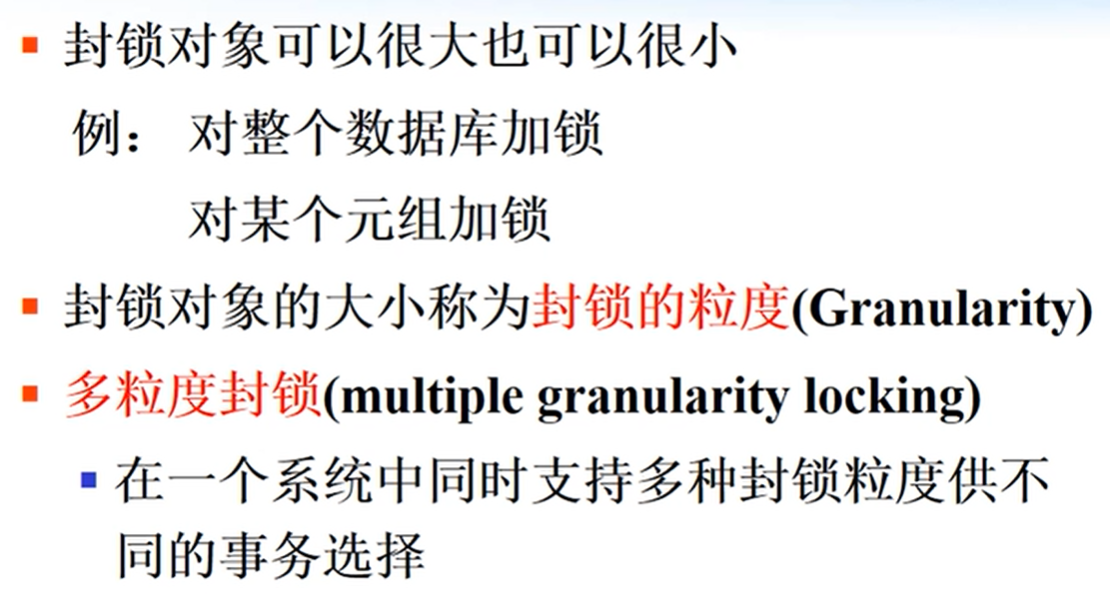 封锁对象可以很大也可以很小
例： 对整个数据库加锁
对某个元组加锁
封锁对象的大小称为封锁的粒度(Granularity)
多粒度封锁(multiple granularity locking)
在一个系统中同时支持多种封锁粒度供不
同的事务选择